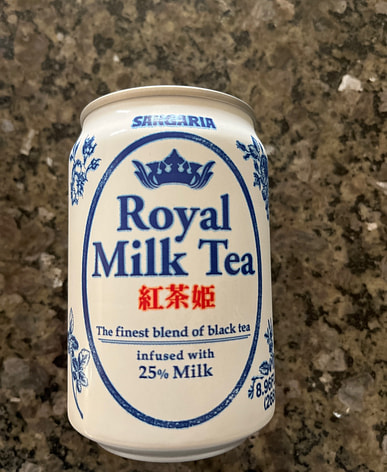 SANGARIA
Royal
Milk Tea
紅茶姫
The finest blend of black tea
infused with
25% Milk